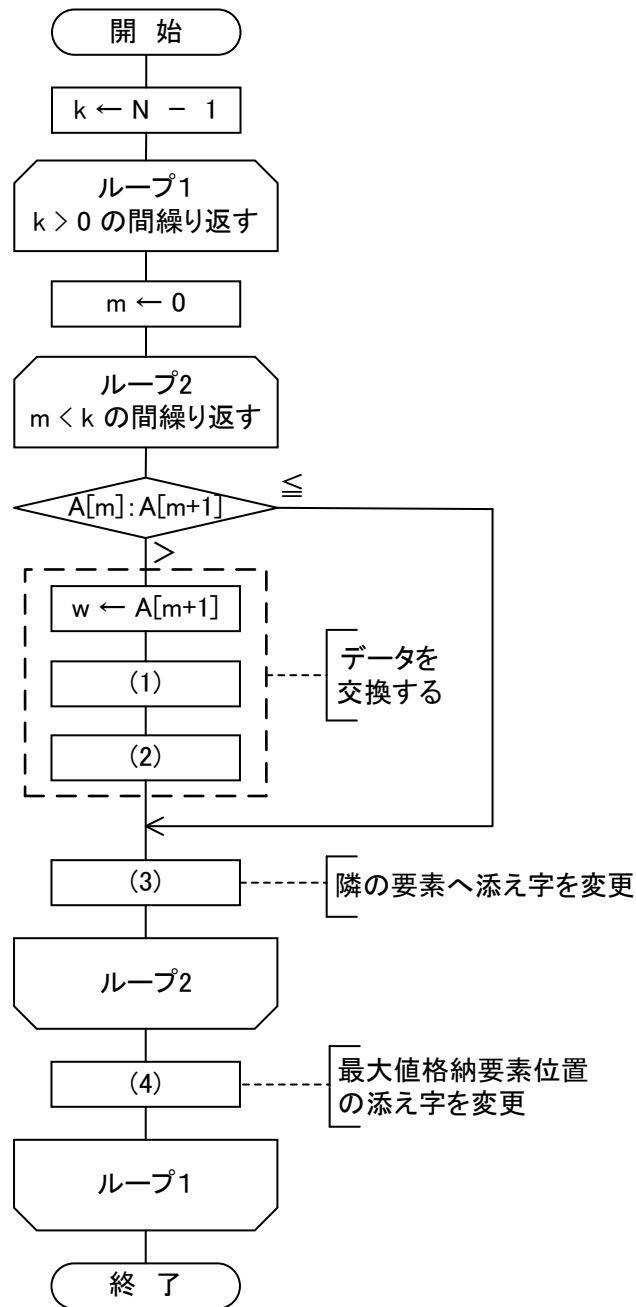 開 始
k ← N － 1
ループ1
k > 0 の間繰り返す
m ← 0
ループ2
m < k の間繰り返す
A[m]:A[m+1]
≦
>
w ← A[m+1]
(1)
(2)
データを
交換する
(3)
隣の要素へ添え字を変更
ループ2
(4)
最大値格納要素位置
の添え字を変更
ループ1
終 了